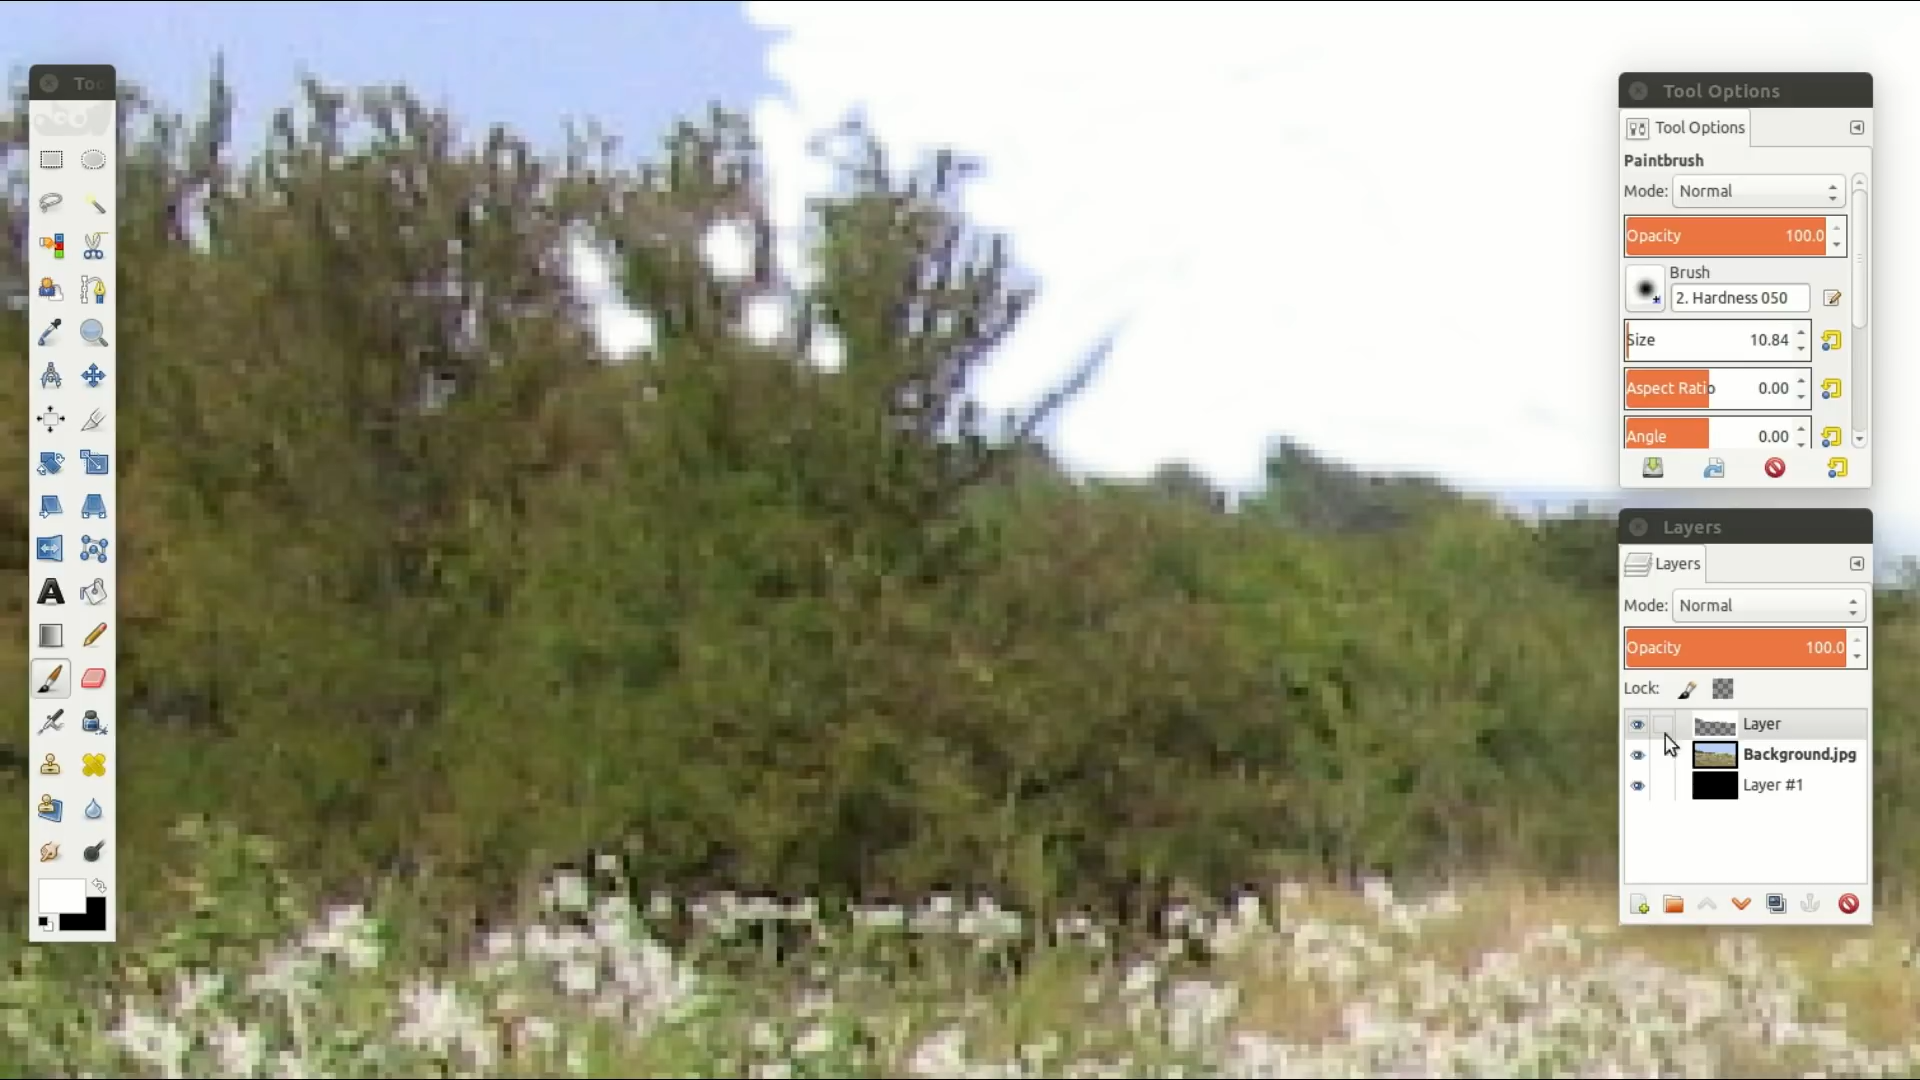 Too
Tool Options
Tool Options
Paintbrush
Mode: Normal
Opacity 100.0
Brush
2. Hardness 050
Size 10.84
Aspect Ratio 0.00
Angle 0.00
Layers
Layers
Mode: Normal
Opacity 100.0
Lock:
Layer
Background.jpg
Layer #1